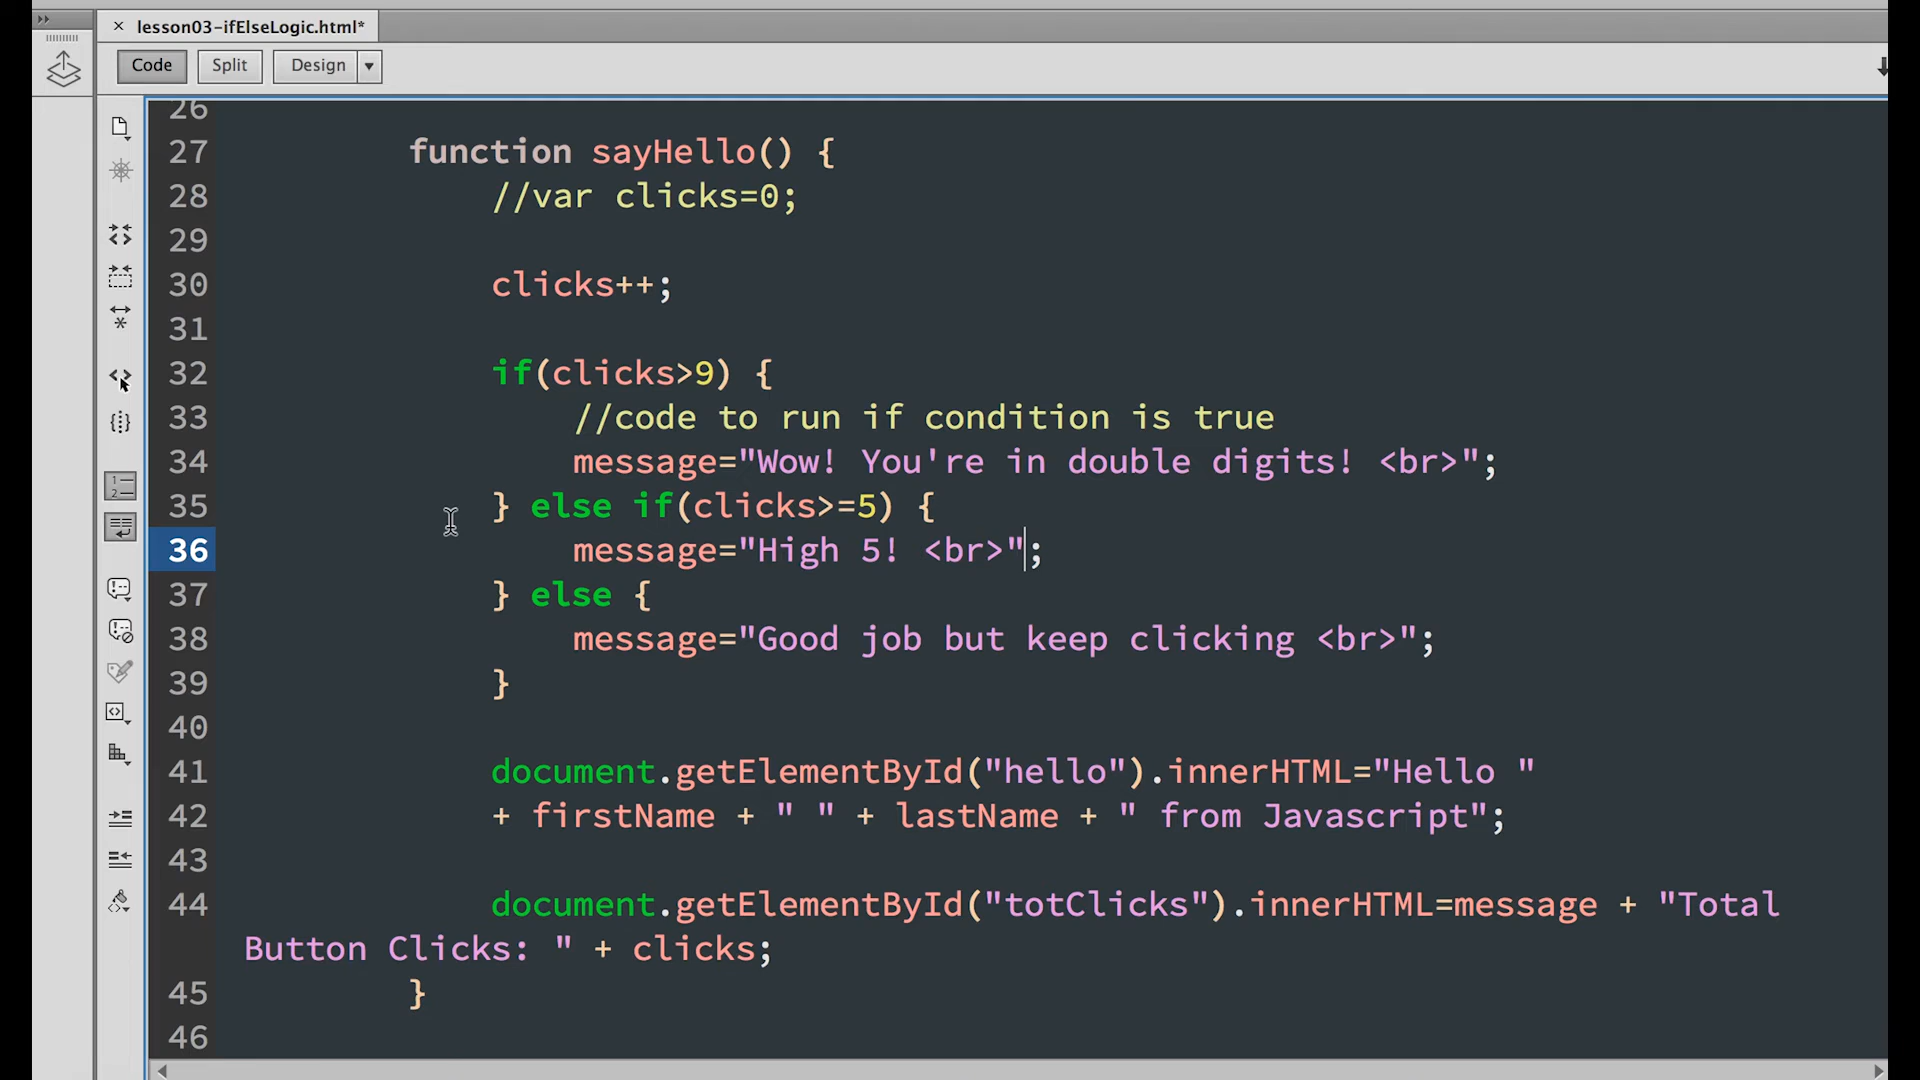 lesson03-ifElseLogic.html*
Code Split Design
26
27 function sayHello() {
28 //var clicks=0;
29
30 clicks++;
31
32 if(clicks>9) {
33 //code to run if condition is true
34 message="Wow! You're in double digits! <br>";
35 } else if(clicks>=5) {
36 message="High 5! <br>";
37 } else {
38 message="Good job but keep clicking <br>";
39 }
40
41 document.getElementById("hello").innerHTML="Hello "
42 + firstName + " " + lastName + " from Javascript";
43
44 document.getElementById("totClicks").innerHTML=message + "Total
Button Clicks: " + clicks;
45 }
46